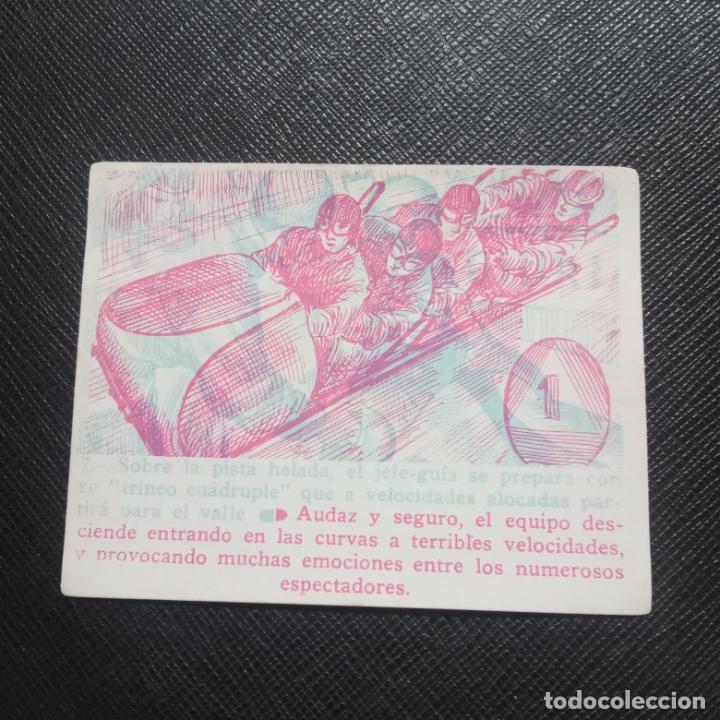 1
7.—Sobre la pista helada, el jefe-guía se prepara con
su "trineo cuádruple" que a velocidades alocadas par-
tirá para el valle Audaz y seguro, el equipo des-
ciende entrando en las curvas a terribles velocidades,
y provocando muchas emociones entre los numerosos
espectadores.
todocoleccion.net